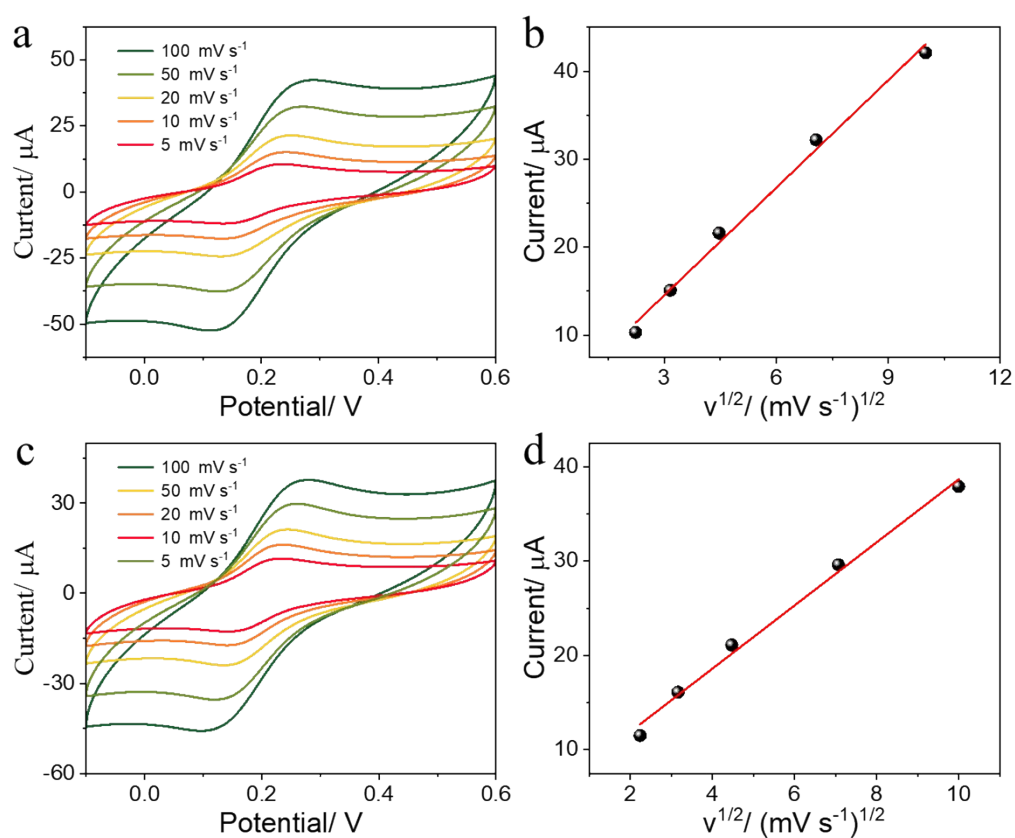 a
100 mV s⁻¹
50 mV s⁻¹
20 mV s⁻¹
10 mV s⁻¹
5 mV s⁻¹
50
25
0
-25
-50
Curtent/ μA
0.0 0.2 0.4 0.6
Potential/ V
b
40
30
20
10
Current/ μA
3 6 9 12
v¹/²/ (mV s⁻¹)¹/²
c
100 mV s⁻¹
50 mV s⁻¹
20 mV s⁻¹
10 mV s⁻¹
5 mV s⁻¹
30
0
-30
-60
Curtent/ μA
0.0 0.2 0.4 0.6
Potential/ V
d
40
30
20
10
Current/ μA
2 4 6 8 10
v¹/²/ (mV s⁻¹)¹/²